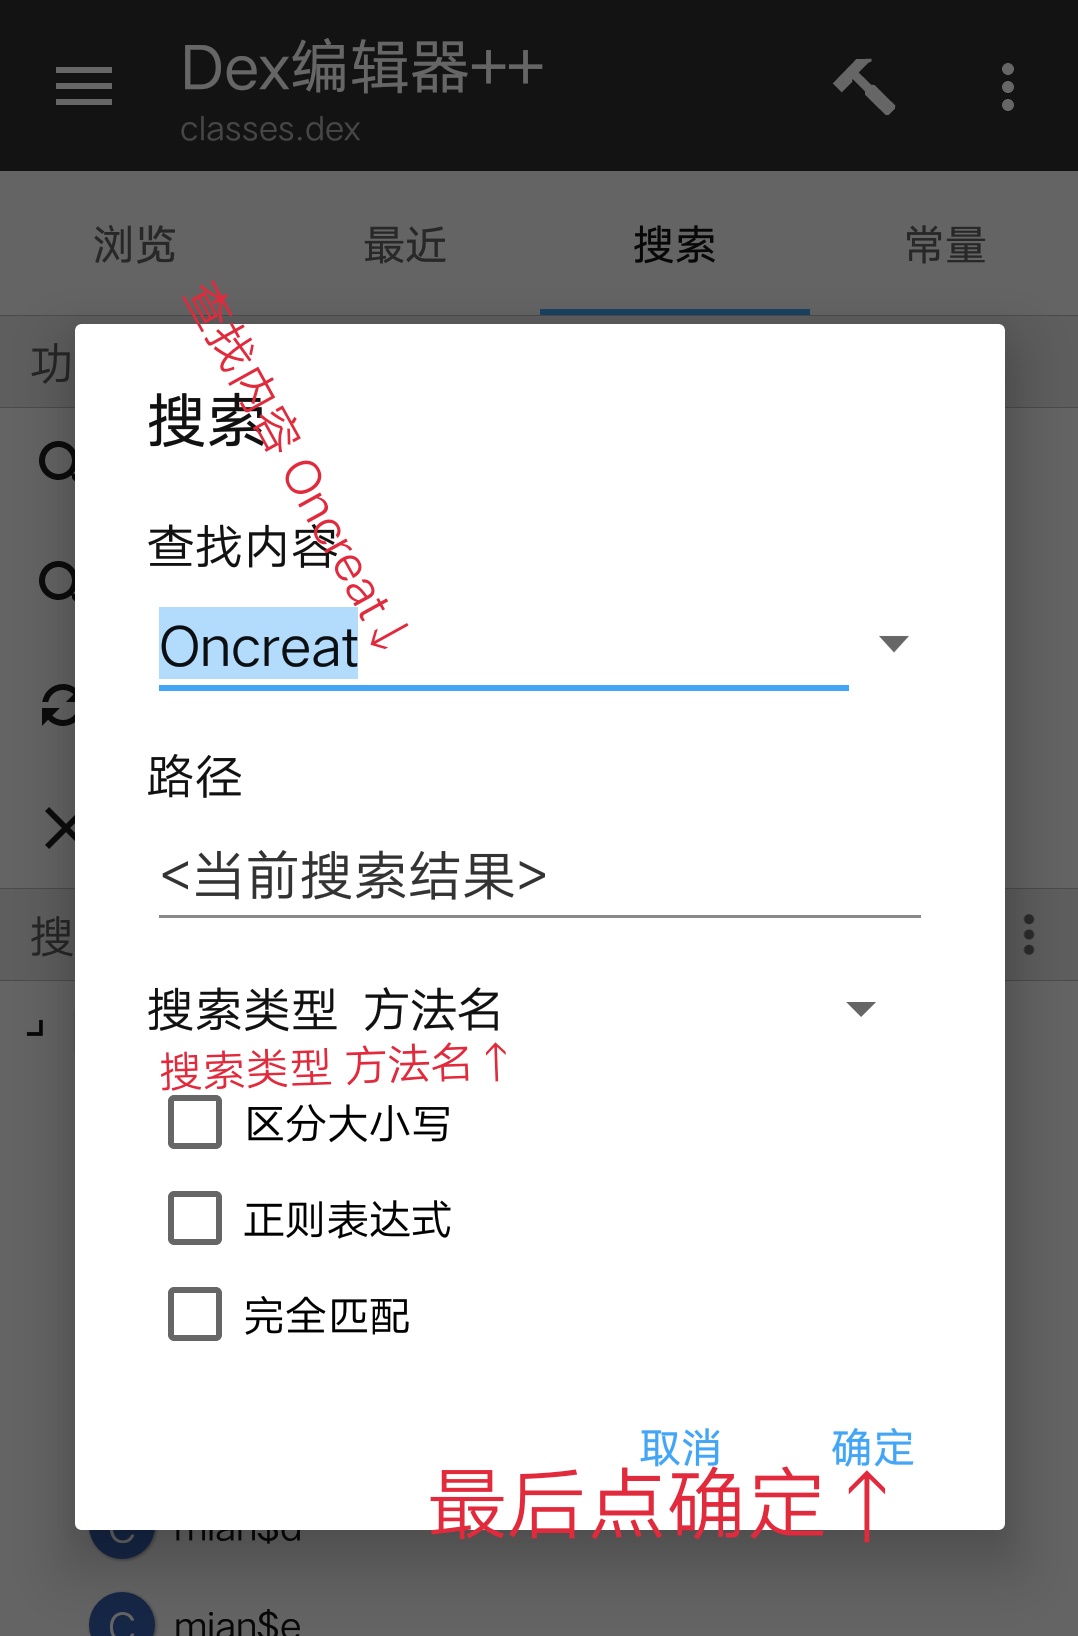 Dex编辑器++
classes.dex
浏览 最近 搜索 常量
功
搜索
查找内容 Oncreat↓
查找内容
Oncreat
路径
<当前搜索结果>
搜
搜索类型 方法名
搜索类型 方法名↑
区分大小写
正则表达式
完全匹配
取消 确定
最后点确定↑
C mian$d
C mian$e